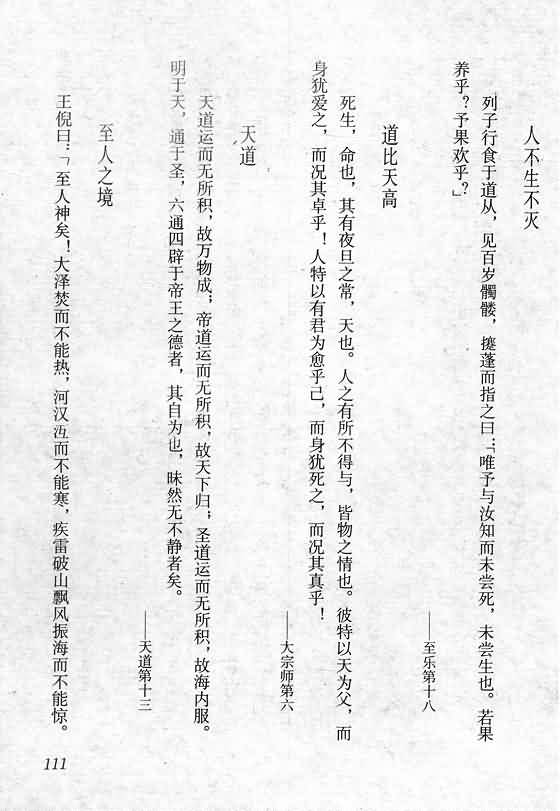 人不生不灭
列子行食于道从，见百岁髑髅，攓蓬而指之曰：「唯予与汝知而未尝死，未尝生也。若果
养乎？予果欢乎？」
——至乐第十八
道比天高
死生，命也，其有夜旦之常，天也。人之有所不得与，皆物之情也。彼特以天为父，而
身犹爱之，而况其卓乎！人特以有君为愈乎己，而身犹死之，而况其真乎！
——大宗师第六
天道
天道运而无所积，故万物成；帝道运而无所积，故天下归；圣道运而无所积，故海内服。
明于天，通于圣，六通四辟于帝王之德者，其自为也，昧然无不静者矣。
——天道第十三
至人之境
王倪曰：「至人神矣！大泽焚而不能热，河汉冱而不能寒，疾雷破山飘风振海而不能惊。
111